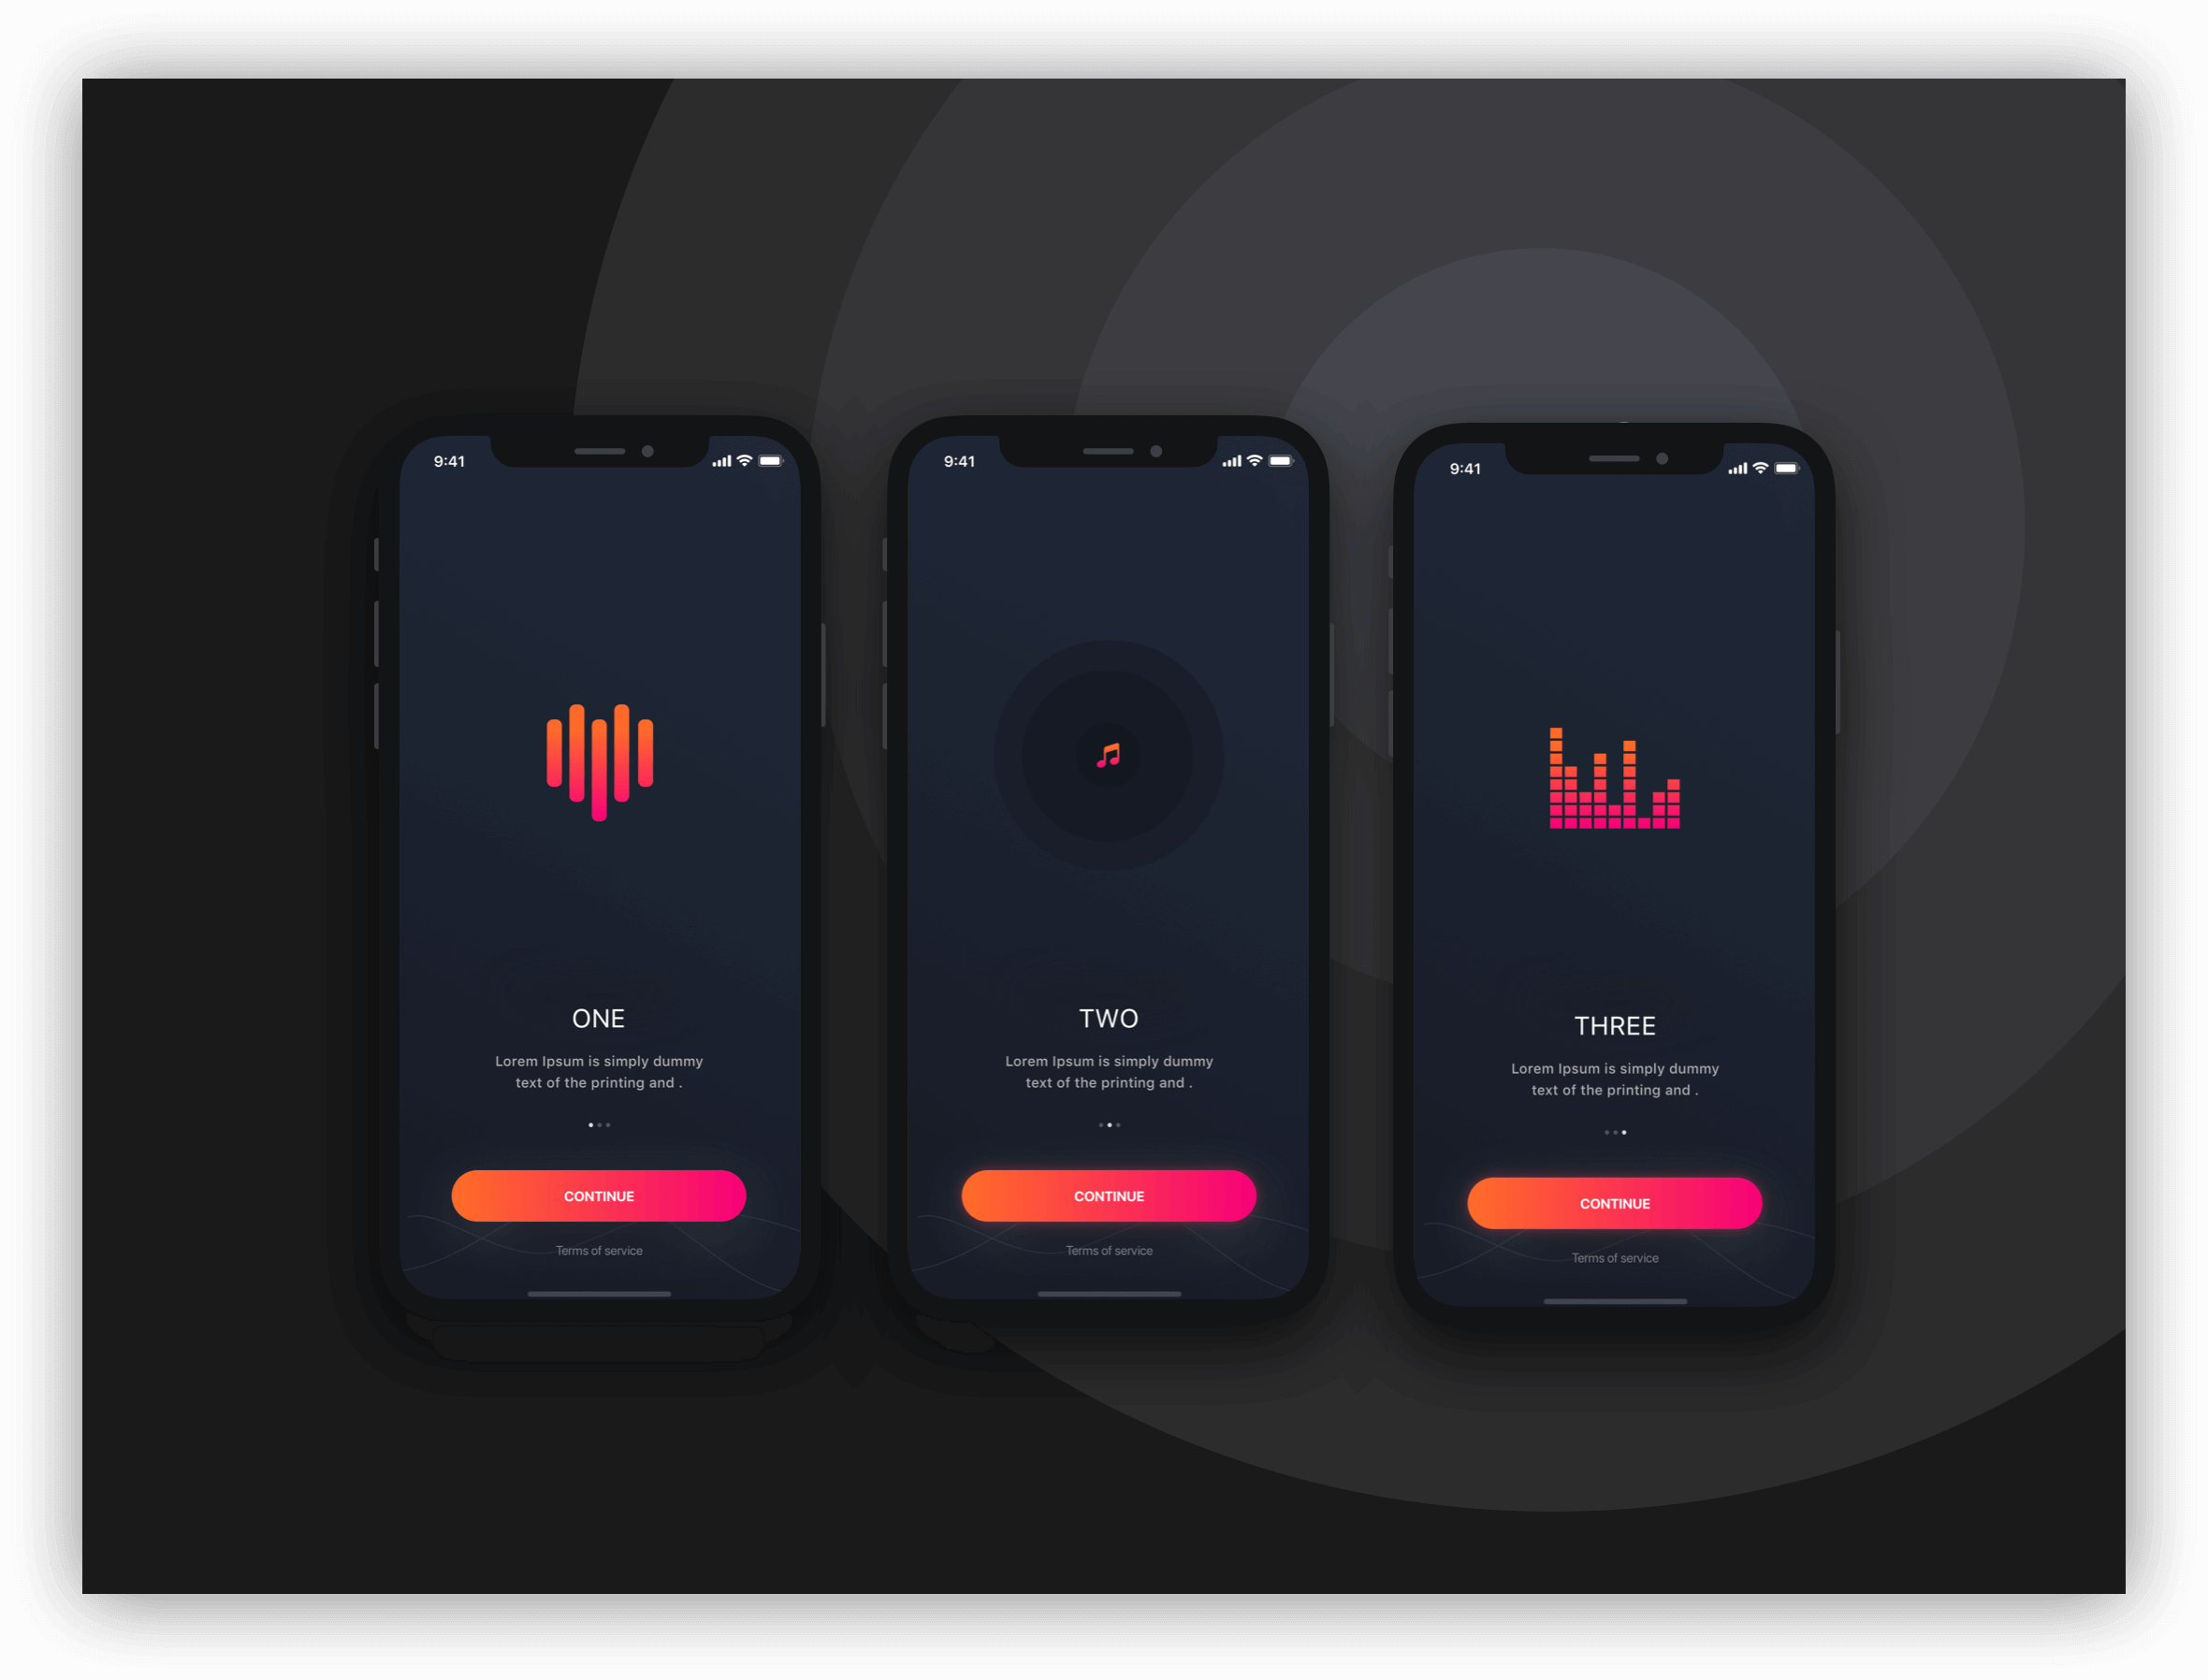 9:41
ONE
Lorem Ipsum is simply dummy
text of the printing and .
CONTINUE
Terms of service
9:41
TWO
Lorem Ipsum is simply dummy
text of the printing and .
CONTINUE
Terms of service
9:41
THREE
Lorem Ipsum is simply dummy
text of the printing and .
CONTINUE
Terms of service